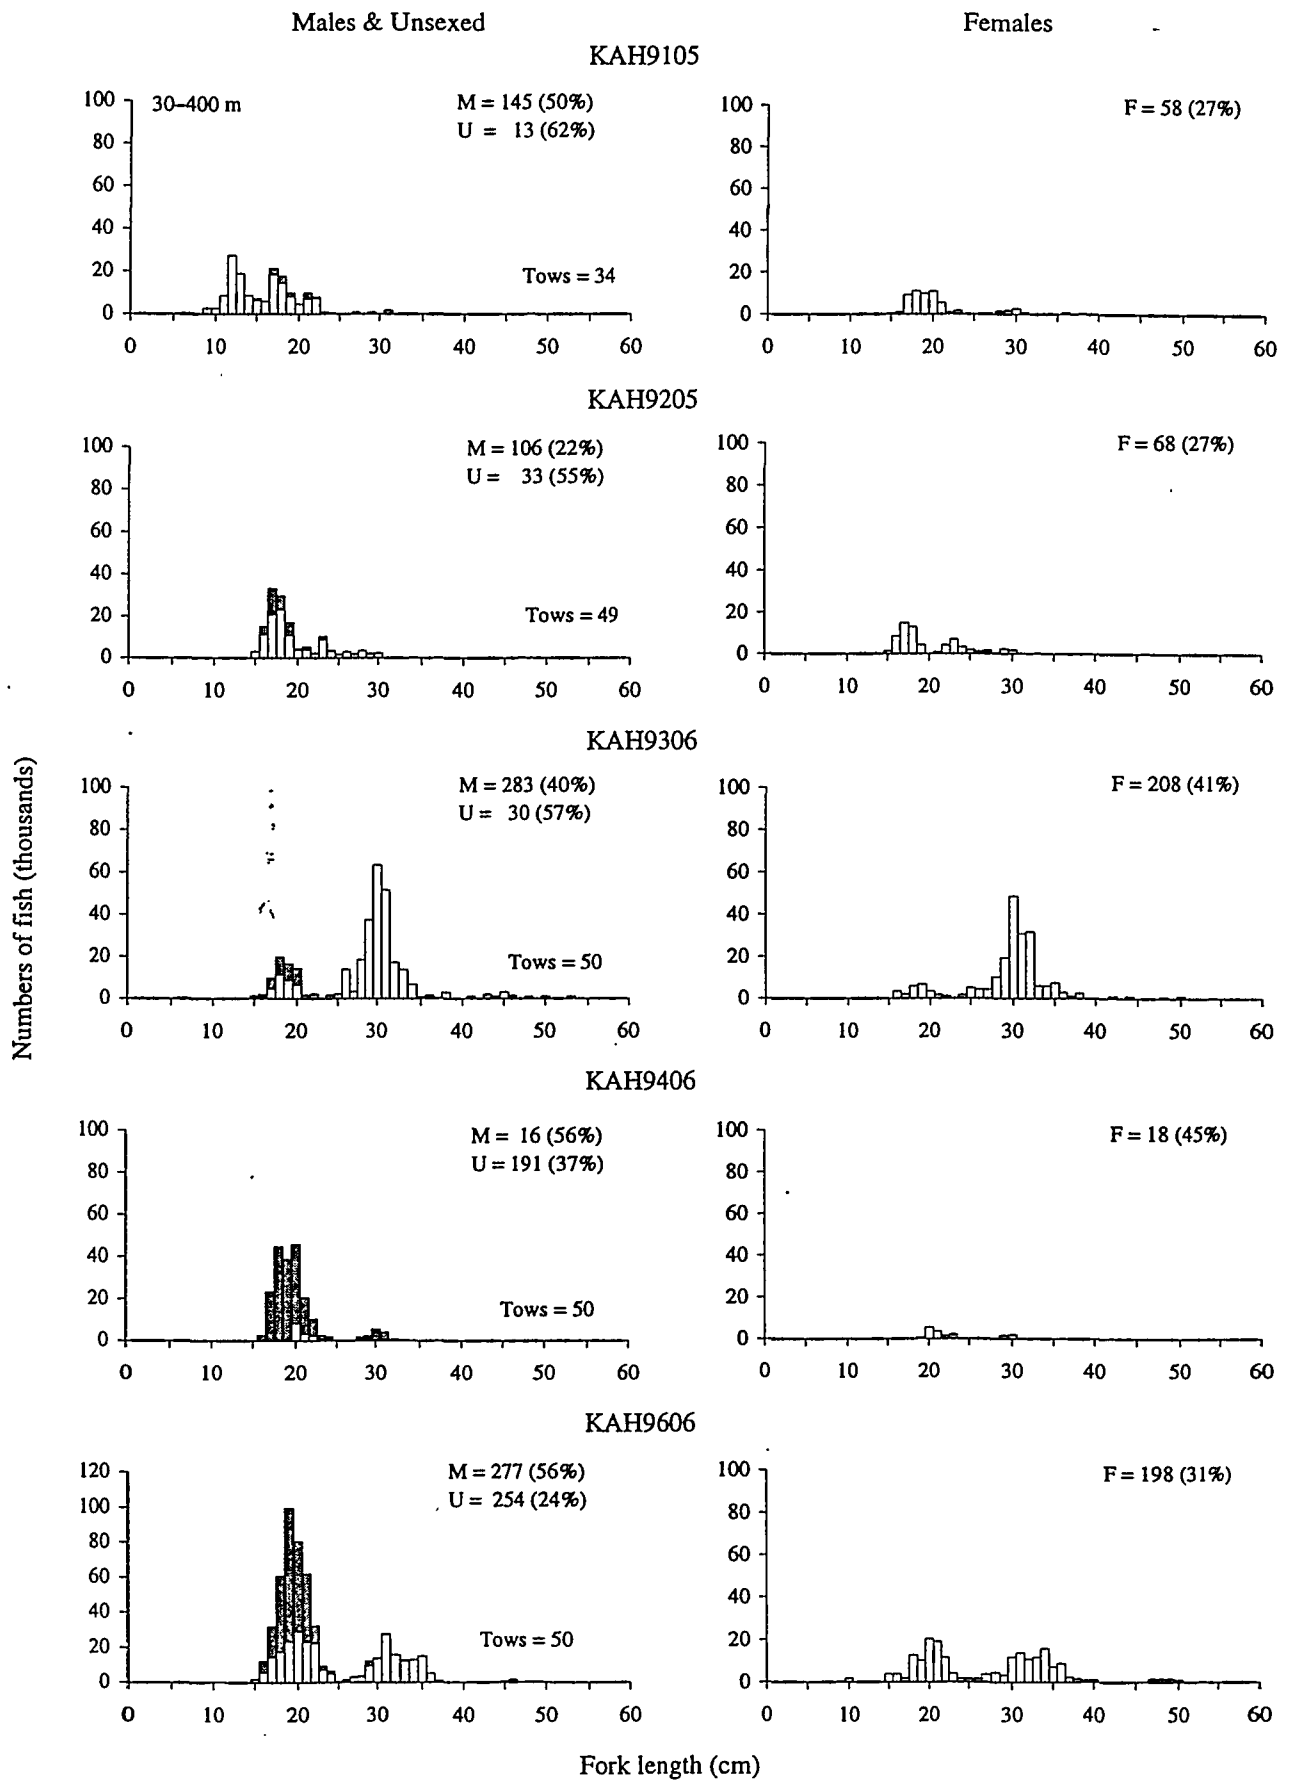 Males & Unsexed
Females
KAH9105
100
80
60
40
20
0
30–400 m
M = 145 (50%)
U = 13 (62%)
Tows = 34
0 10 20 30 40 50 60
100
80
60
40
20
0
F = 58 (27%)
0 10 20 30 40 50 60
KAH9205
100
80
60
40
20
0
M = 106 (22%)
U = 33 (55%)
Tows = 49
0 10 20 30 40 50 60
100
80
60
40
20
0
F = 68 (27%)
0 10 20 30 40 50 60
Numbers of fish (thousands)
KAH9306
100
80
60
40
20
0
M = 283 (40%)
U = 30 (57%)
Tows = 50
0 10 20 30 40 50 60
100
80
60
40
20
0
F = 208 (41%)
0 10 20 30 40 50 60
KAH9406
100
80
60
40
20
0
M = 16 (56%)
U = 191 (37%)
Tows = 50
0 10 20 30 40 50 60
100
80
60
40
20
0
F = 18 (45%)
0 10 20 30 40 50 60
KAH9606
120
100
80
60
40
20
0
M = 277 (56%)
U = 254 (24%)
Tows = 50
0 10 20 30 40 50 60
100
80
60
40
20
0
F = 198 (31%)
0 10 20 30 40 50 60
Fork length (cm)